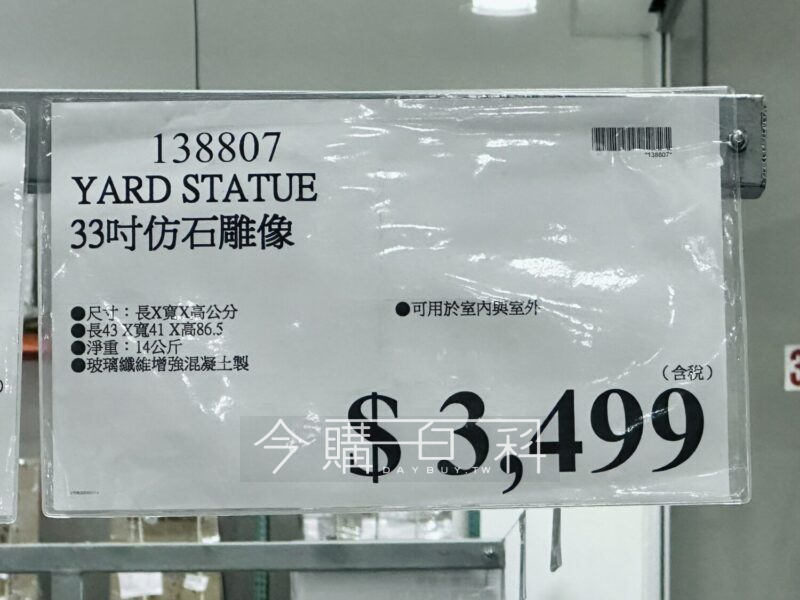 138807
*138807*
YARD STATUE
33吋仿石雕像
●尺寸：長X寬X高公分
●長43 X寬41 X高86.5
●淨重：14公斤
●玻璃纖維增強混凝土製
●可用於室內與室外
（含稅）
$ 3,499
今購百科
TODAYBUY.TW
3